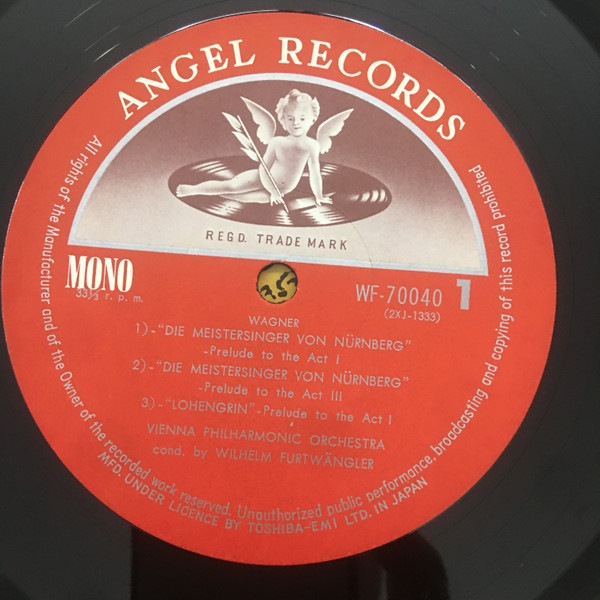 ANGEL RECORDS
REGD. TRADE MARK
MONO
33⅓ r. p. m.
WF-70040 1
(2XJ-1333)
WAGNER
1)-"DIE MEISTERSINGER VON NÜRNBERG"
-Prelude to the Act I
2)-"DIE MEISTERSINGER VON NÜRNBERG"
-Prelude to the Act III
3)-"LOHENGRIN"-Prelude to the Act I
VIENNA PHILHARMONIC ORCHESTRA
cond. by WILHELM FURTWÄNGLER
All rights of the Manufacturer and of the Owner of the recorded work reserved. Unauthorized public performance, broadcasting and copying of this record prohibited
MFD. UNDER LICENCE BY TOSHIBA-EMI LTD. IN JAPAN